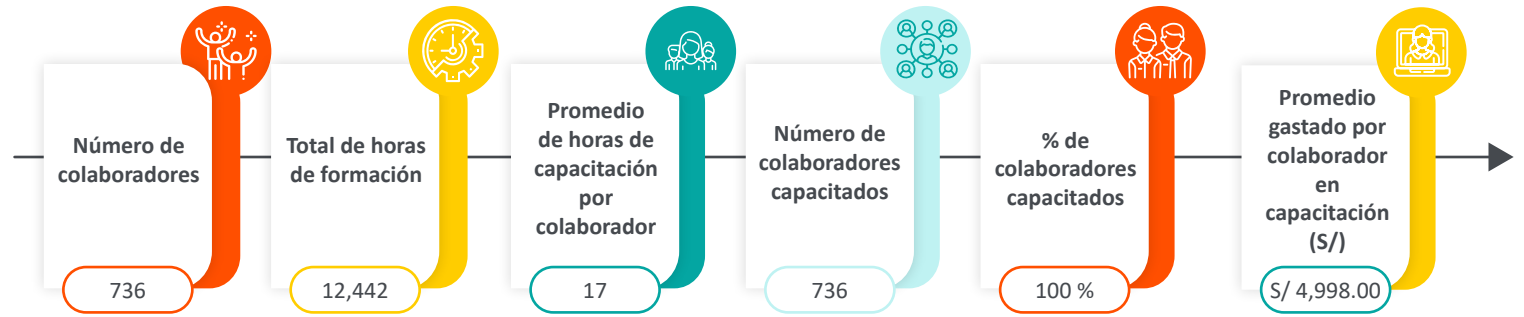 Número de
colaboradores
736
Total de horas
de formación
12,442
Promedio
de horas de
capacitación
por
colaborador
17
Número de
colaboradores
capacitados
736
% de
colaboradores
capacitados
100 %
Promedio
gastado por
colaborador
en
capacitación
(S/)
S/ 4,998.00